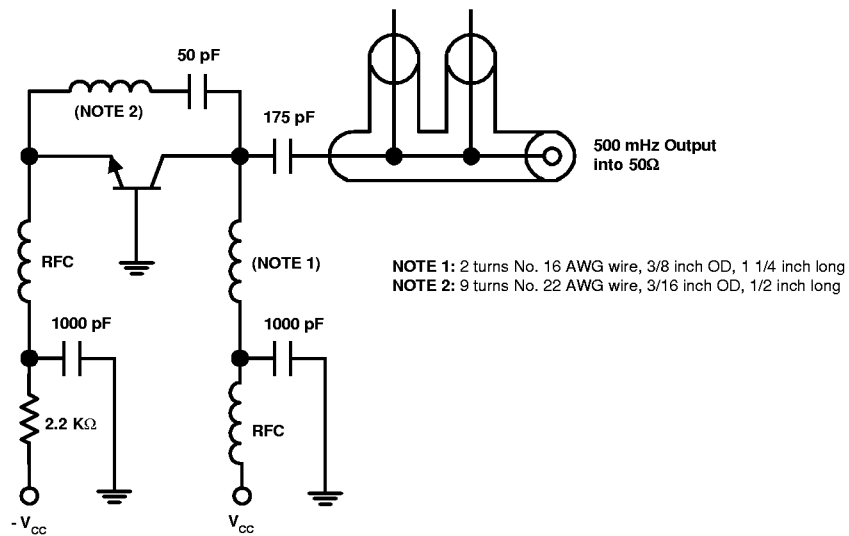 50 pF
(NOTE 2)
175 pF
500 mHz Output
into 50Ω
RFC
(NOTE 1)
NOTE 1: 2 turns No. 16 AWG wire, 3/8 inch OD, 1 1/4 inch long
NOTE 2: 9 turns No. 22 AWG wire, 3/16 inch OD, 1/2 inch long
1000 pF
1000 pF
2.2 KΩ
RFC
- VCC
VCC